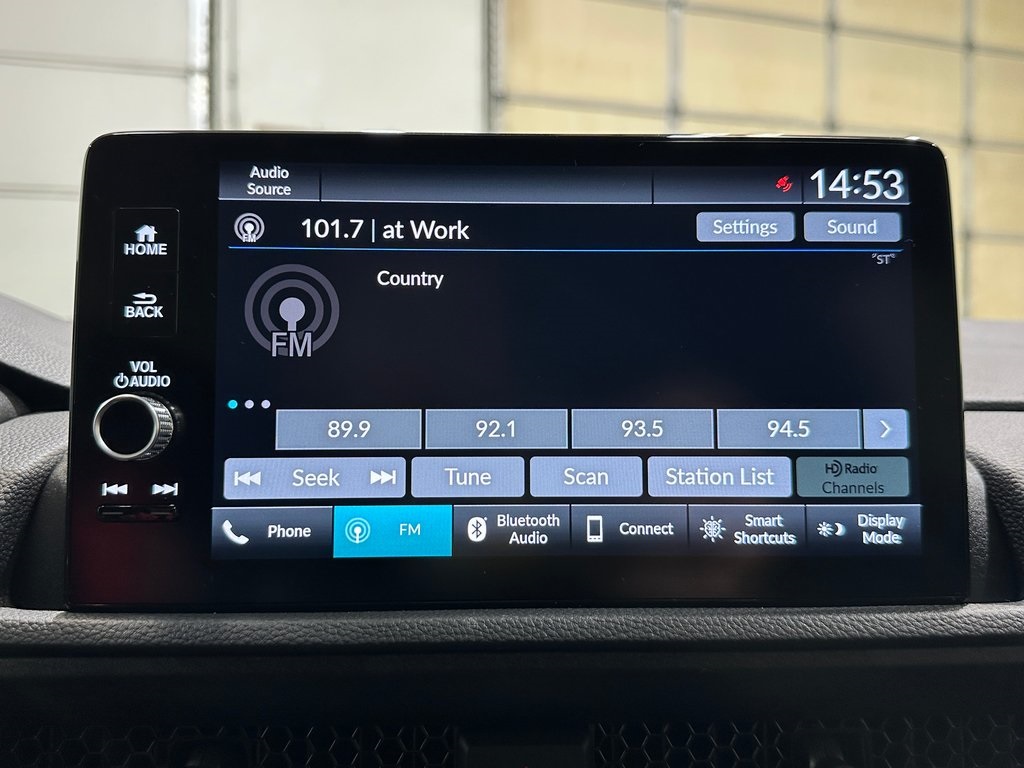 Audio
Source
14:53
FM
101.7 | at Work
Settings
Sound
HOME
"ST"
Country
BACK
FM
VOL
AUDIO
89.9
92.1
93.5
94.5
Seek
Tune
Scan
Station List
HD Radio
Channels
Phone
FM
Bluetooth
Audio
Connect
Smart
Shortcuts
Display
Mode